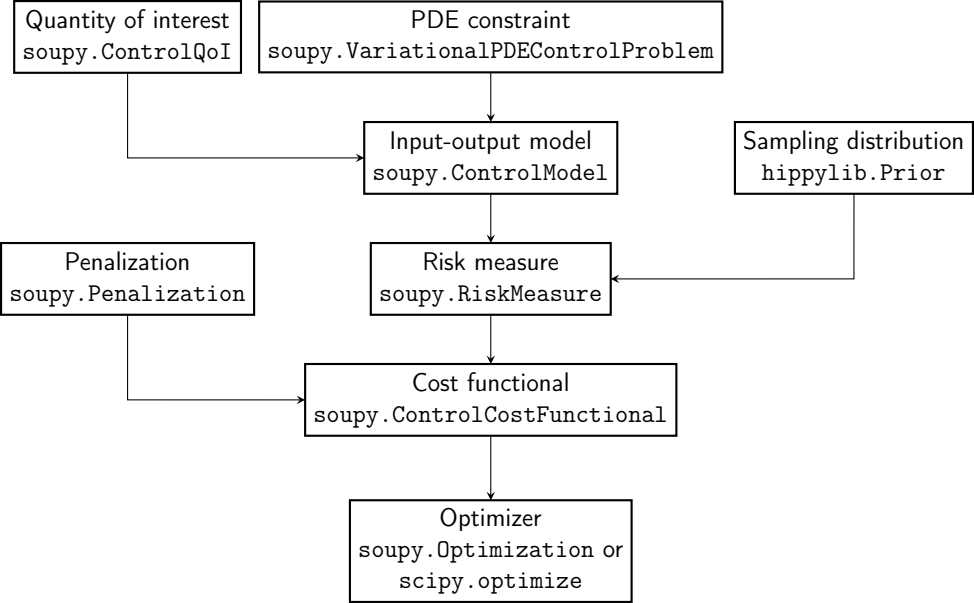 Quantity of interest
soupy.ControlQoI
PDE constraint
soupy.VariationalPDEControlProblem
Input-output model
soupy.ControlModel
Sampling distribution
hippylib.Prior
Penalization
soupy.Penalization
Risk measure
soupy.RiskMeasure
Cost functional
soupy.ControlCostFunctional
Optimizer
soupy.Optimization or
scipy.optimize